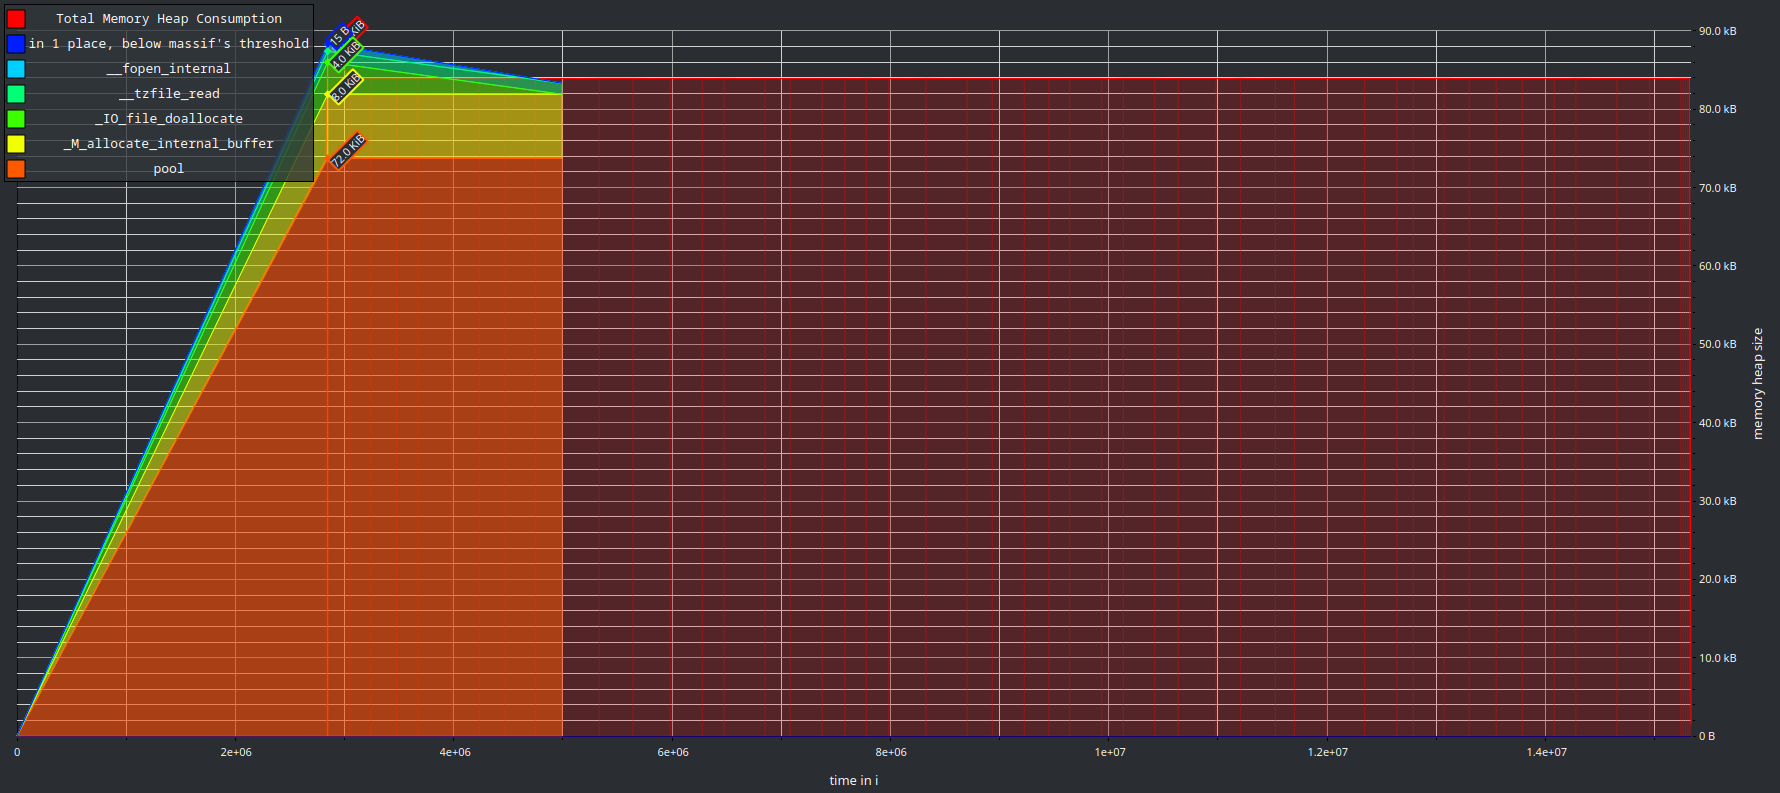 Total Memory Heap Consumption
in 1 place, below massif's threshold
__fopen_internal
__tzfile_read
_IO_file_doallocate
_M_allocate_internal_buffer
pool
KiB
15 B
4.0 KiB
8.0 KiB
72.0 KiB
90.0 kB
80.0 kB
70.0 kB
60.0 kB
50.0 kB
40.0 kB
30.0 kB
20.0 kB
10.0 kB
0 B
memory heap size
0
2e+06
4e+06
6e+06
8e+06
1e+07
1.2e+07
1.4e+07
time in i